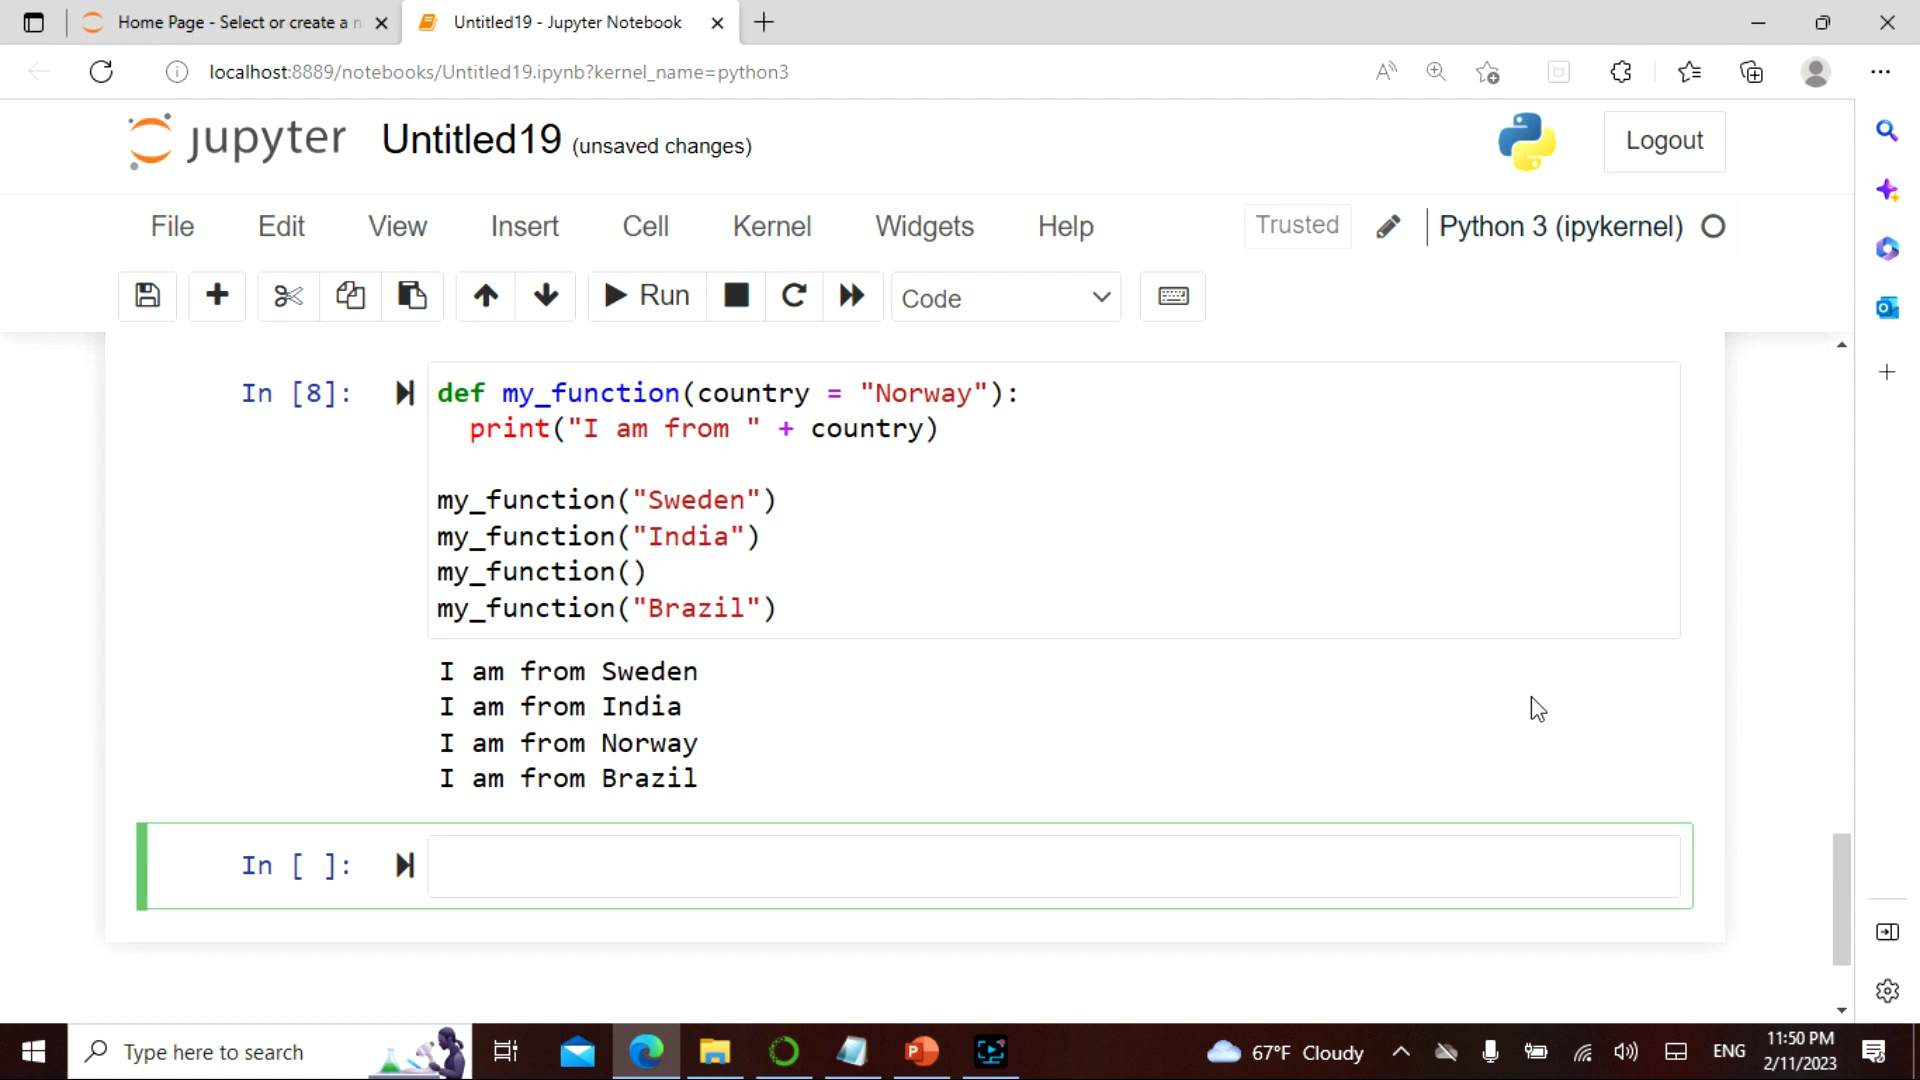 Home Page - Select or create a n
Untitled19 - Jupyter Notebook
localhost:8889/notebooks/Untitled19.ipynb?kernel_name=python3
jupyter Untitled19 (unsaved changes)
Logout
File Edit View Insert Cell Kernel Widgets Help Trusted Python 3 (ipykernel)
Run Code
In [8]: def my_function(country = "Norway"):
  print("I am from " + country)
my_function("Sweden")
my_function("India")
my_function()
my_function("Brazil")
I am from Sweden
I am from India
I am from Norway
I am from Brazil
In [ ]:
Type here to search
67°F Cloudy
ENG
11:50 PM
2/11/2023